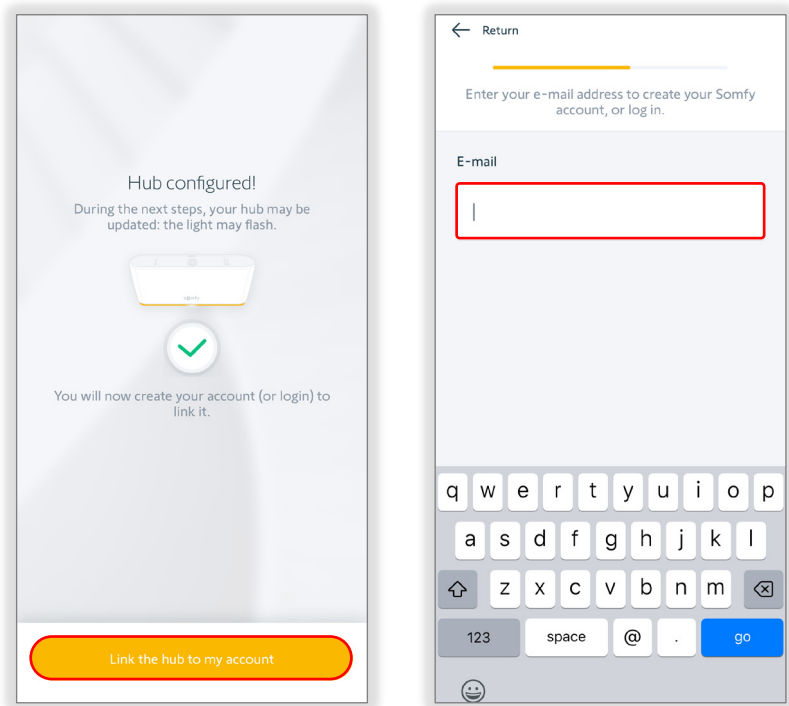 Hub configured!
During the next steps, your hub may be
updated: the light may flash.
somfy
You will now create your account (or login) to
link it.
Link the hub to my account
Return
Enter your e-mail address to create your Somfy
account, or log in.
E-mail
q w e r t y u i o p
a s d f g h j k l
z x c v b n m
123 space @ . go